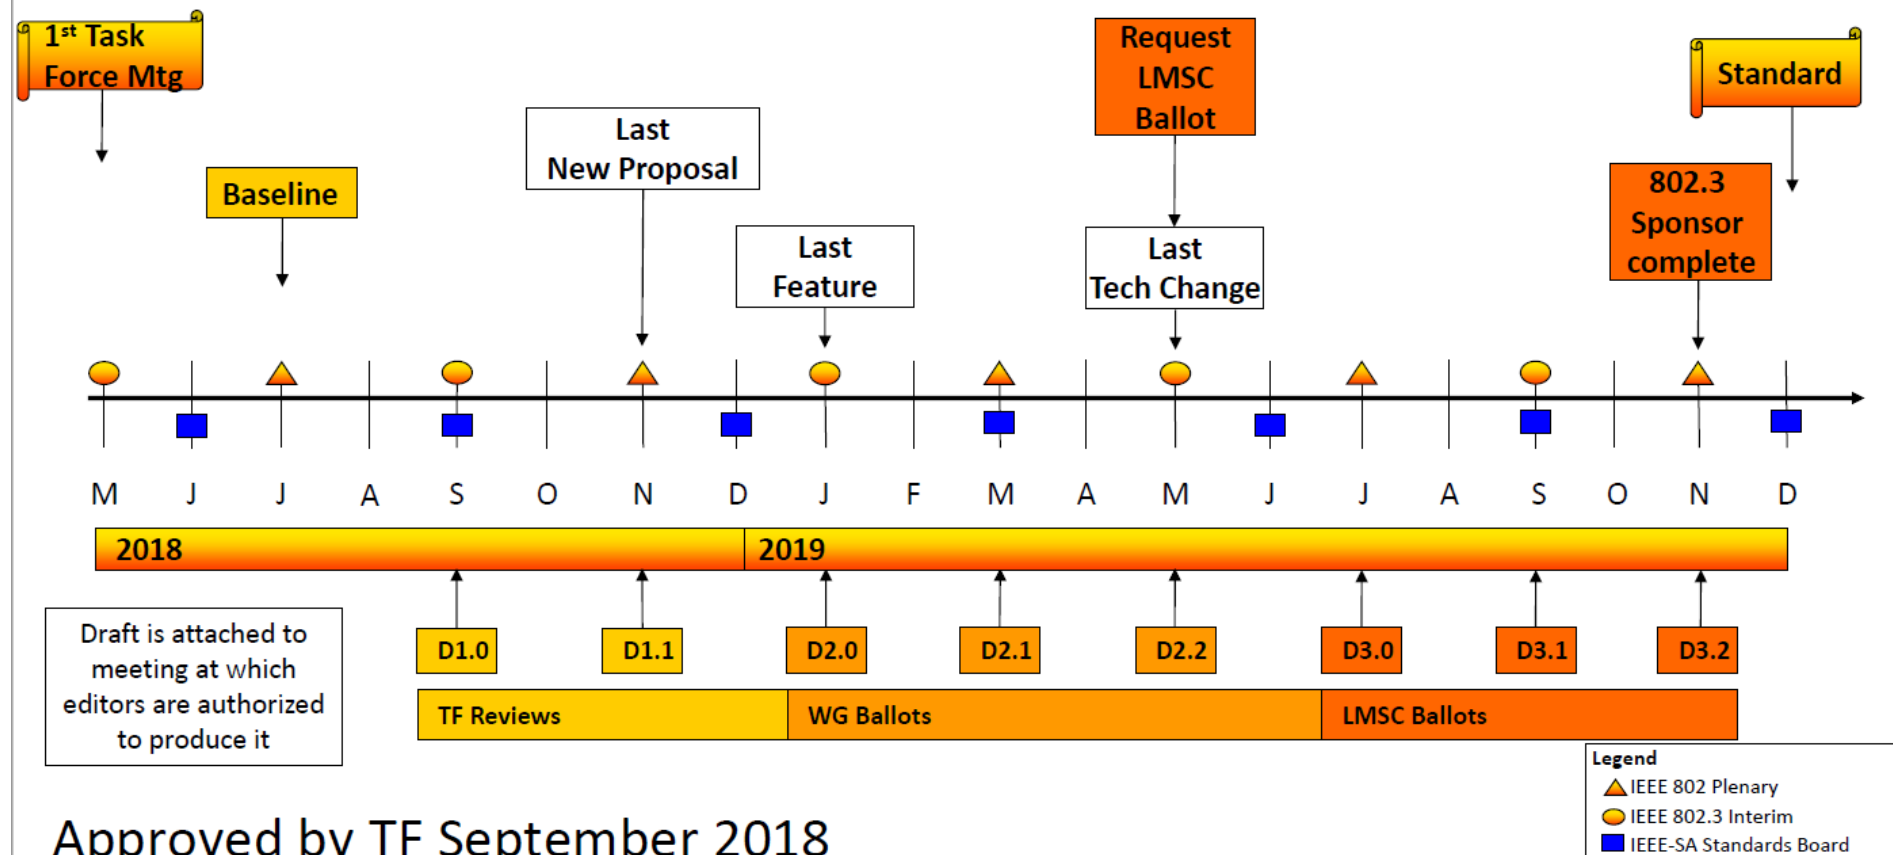 1st Task
Force Mtg
Request
LMSC
Ballot
Standard
Last
New Proposal
Baseline
802.3
Sponsor
complete
Last
Feature
Last
Tech Change
M J J A S O N D J F M A M J J A S O N D
2018 2019
D1.0 D1.1 D2.0 D2.1 D2.2 D3.0 D3.1 D3.2
Draft is attached to
meeting at which
editors are authorized
to produce it
TF Reviews WG Ballots LMSC Ballots
Legend
IEEE 802 Plenary
IEEE 802.3 Interim
IEEE-SA Standards Board
Approved by TF September 2018